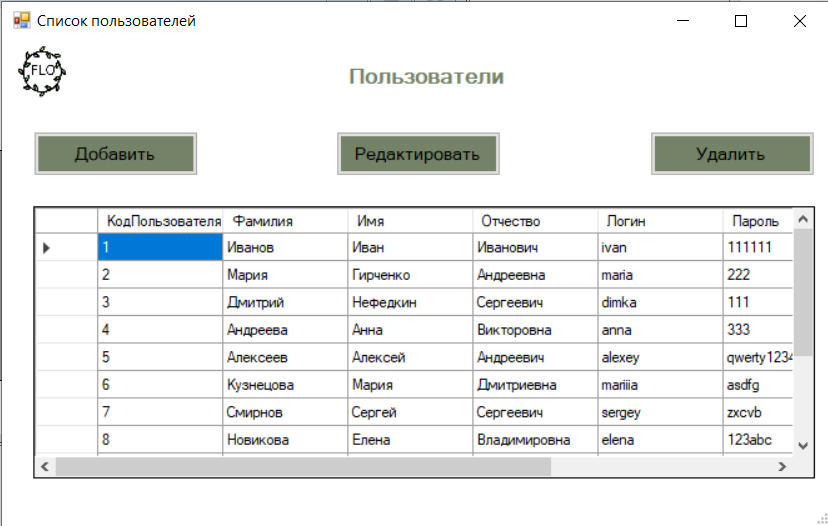 Список пользователей
FLO
Пользователи
Добавить Редактировать Удалить
КодПользователя Фамилия Имя Отчество Логин Пароль
1 Иванов Иван Иванович ivan 111111
2 Мария Гирченко Андреевна maria 222
3 Дмитрий Нефедкин Сергеевич dimka 111
4 Андреева Анна Викторовна anna 333
5 Алексеев Алексей Андреевич alexey qwerty1234
6 Кузнецова Мария Дмитриевна mariiia asdfg
7 Смирнов Сергей Сергеевич sergey zxcvb
8 Новикова Елена Владимировна elena 123abc